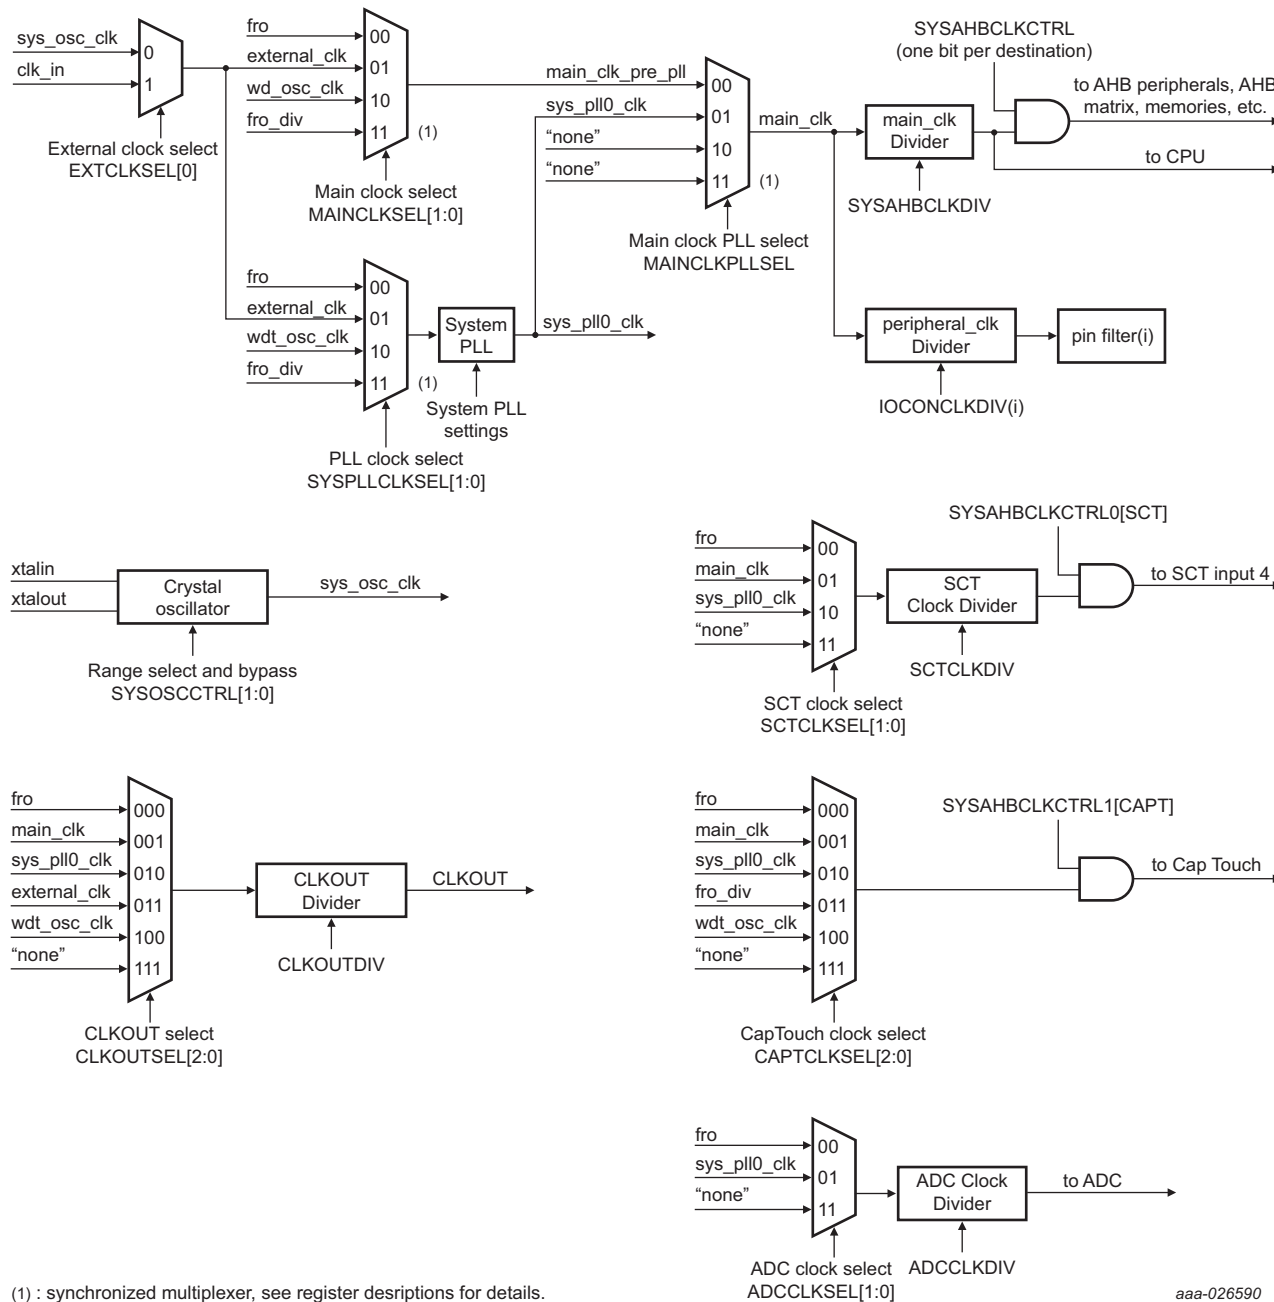 sys_osc_clk
clk_in
0
1
External clock select
EXTCLKSEL[0]
fro
external_clk
wd_osc_clk
fro_div
00
01
10
11
(1)
Main clock select
MAINCLKSEL[1:0]
main_clk_pre_pll
sys_pll0_clk
“none”
“none”
00
01
10
11
(1)
Main clock PLL select
MAINCLKPLLSEL
main_clk
main_clk
Divider
SYSAHBCLKDIV
SYSAHBCLKCTRL
(one bit per destination)
to AHB peripherals, AHB
matrix, memories, etc.
to CPU
fro
external_clk
wdt_osc_clk
fro_div
00
01
10
11
(1)
PLL clock select
SYSPLLCLKSEL[1:0]
System
PLL
System PLL
settings
sys_pll0_clk
peripheral_clk
Divider
IOCONCLKDIV(i)
pin filter(i)
xtalin
xtalout
Crystal
oscillator
sys_osc_clk
Range select and bypass
SYSOSCCTRL[1:0]
fro
main_clk
sys_pll0_clk
“none”
00
01
10
11
SCT clock select
SCTCLKSEL[1:0]
SCT
Clock Divider
SCTCLKDIV
SYSAHBCLKCTRL0[SCT]
to SCT input 4
fro
main_clk
sys_pll0_clk
external_clk
wdt_osc_clk
“none”
000
001
010
011
100
111
CLKOUT select
CLKOUTSEL[2:0]
CLKOUT
Divider
CLKOUTDIV
CLKOUT
fro
main_clk
sys_pll0_clk
fro_div
wdt_osc_clk
“none”
000
001
010
011
100
111
CapTouch clock select
CAPTCLKSEL[2:0]
SYSAHBCLKCTRL1[CAPT]
to Cap Touch
fro
sys_pll0_clk
“none”
00
01
11
ADC clock select
ADCCLKSEL[1:0]
ADC Clock
Divider
ADCCLKDIV
to ADC
(1) : synchronized multiplexer, see register desriptions for details.
aaa-026590